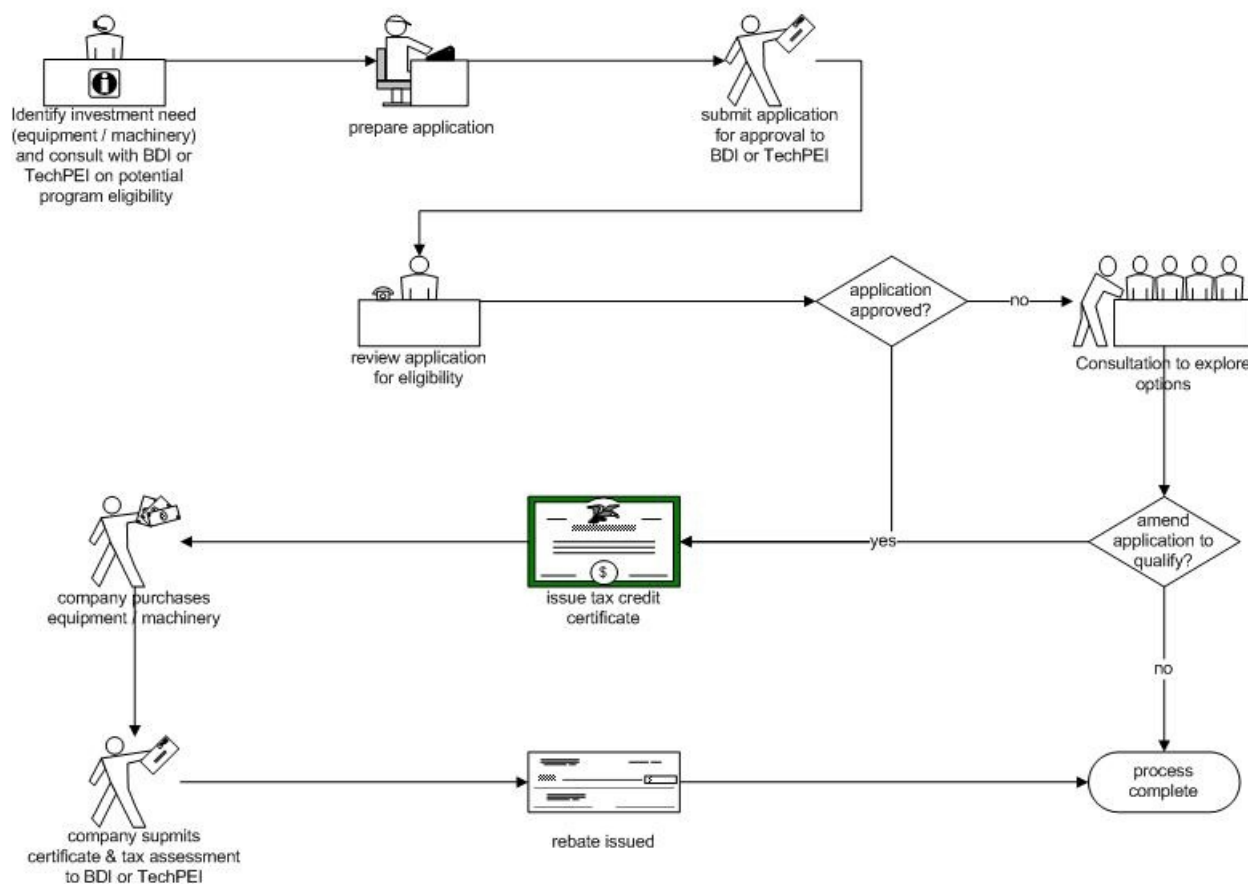 Identify investment need
(equipment / machinery)
and consult with BDI or
TechPEI on potential
program eligibility
prepare application
submit application
for approval to
BDI or TechPEI
review application
for eligibility
application
approved?
no
Consultation to explore
options
amend
application to
qualify?
yes
issue tax credit
certificate
$
company purchases
equipment / machinery
no
company supmits
certificate & tax assessment
to BDI or TechPEI
rebate issued
process
complete